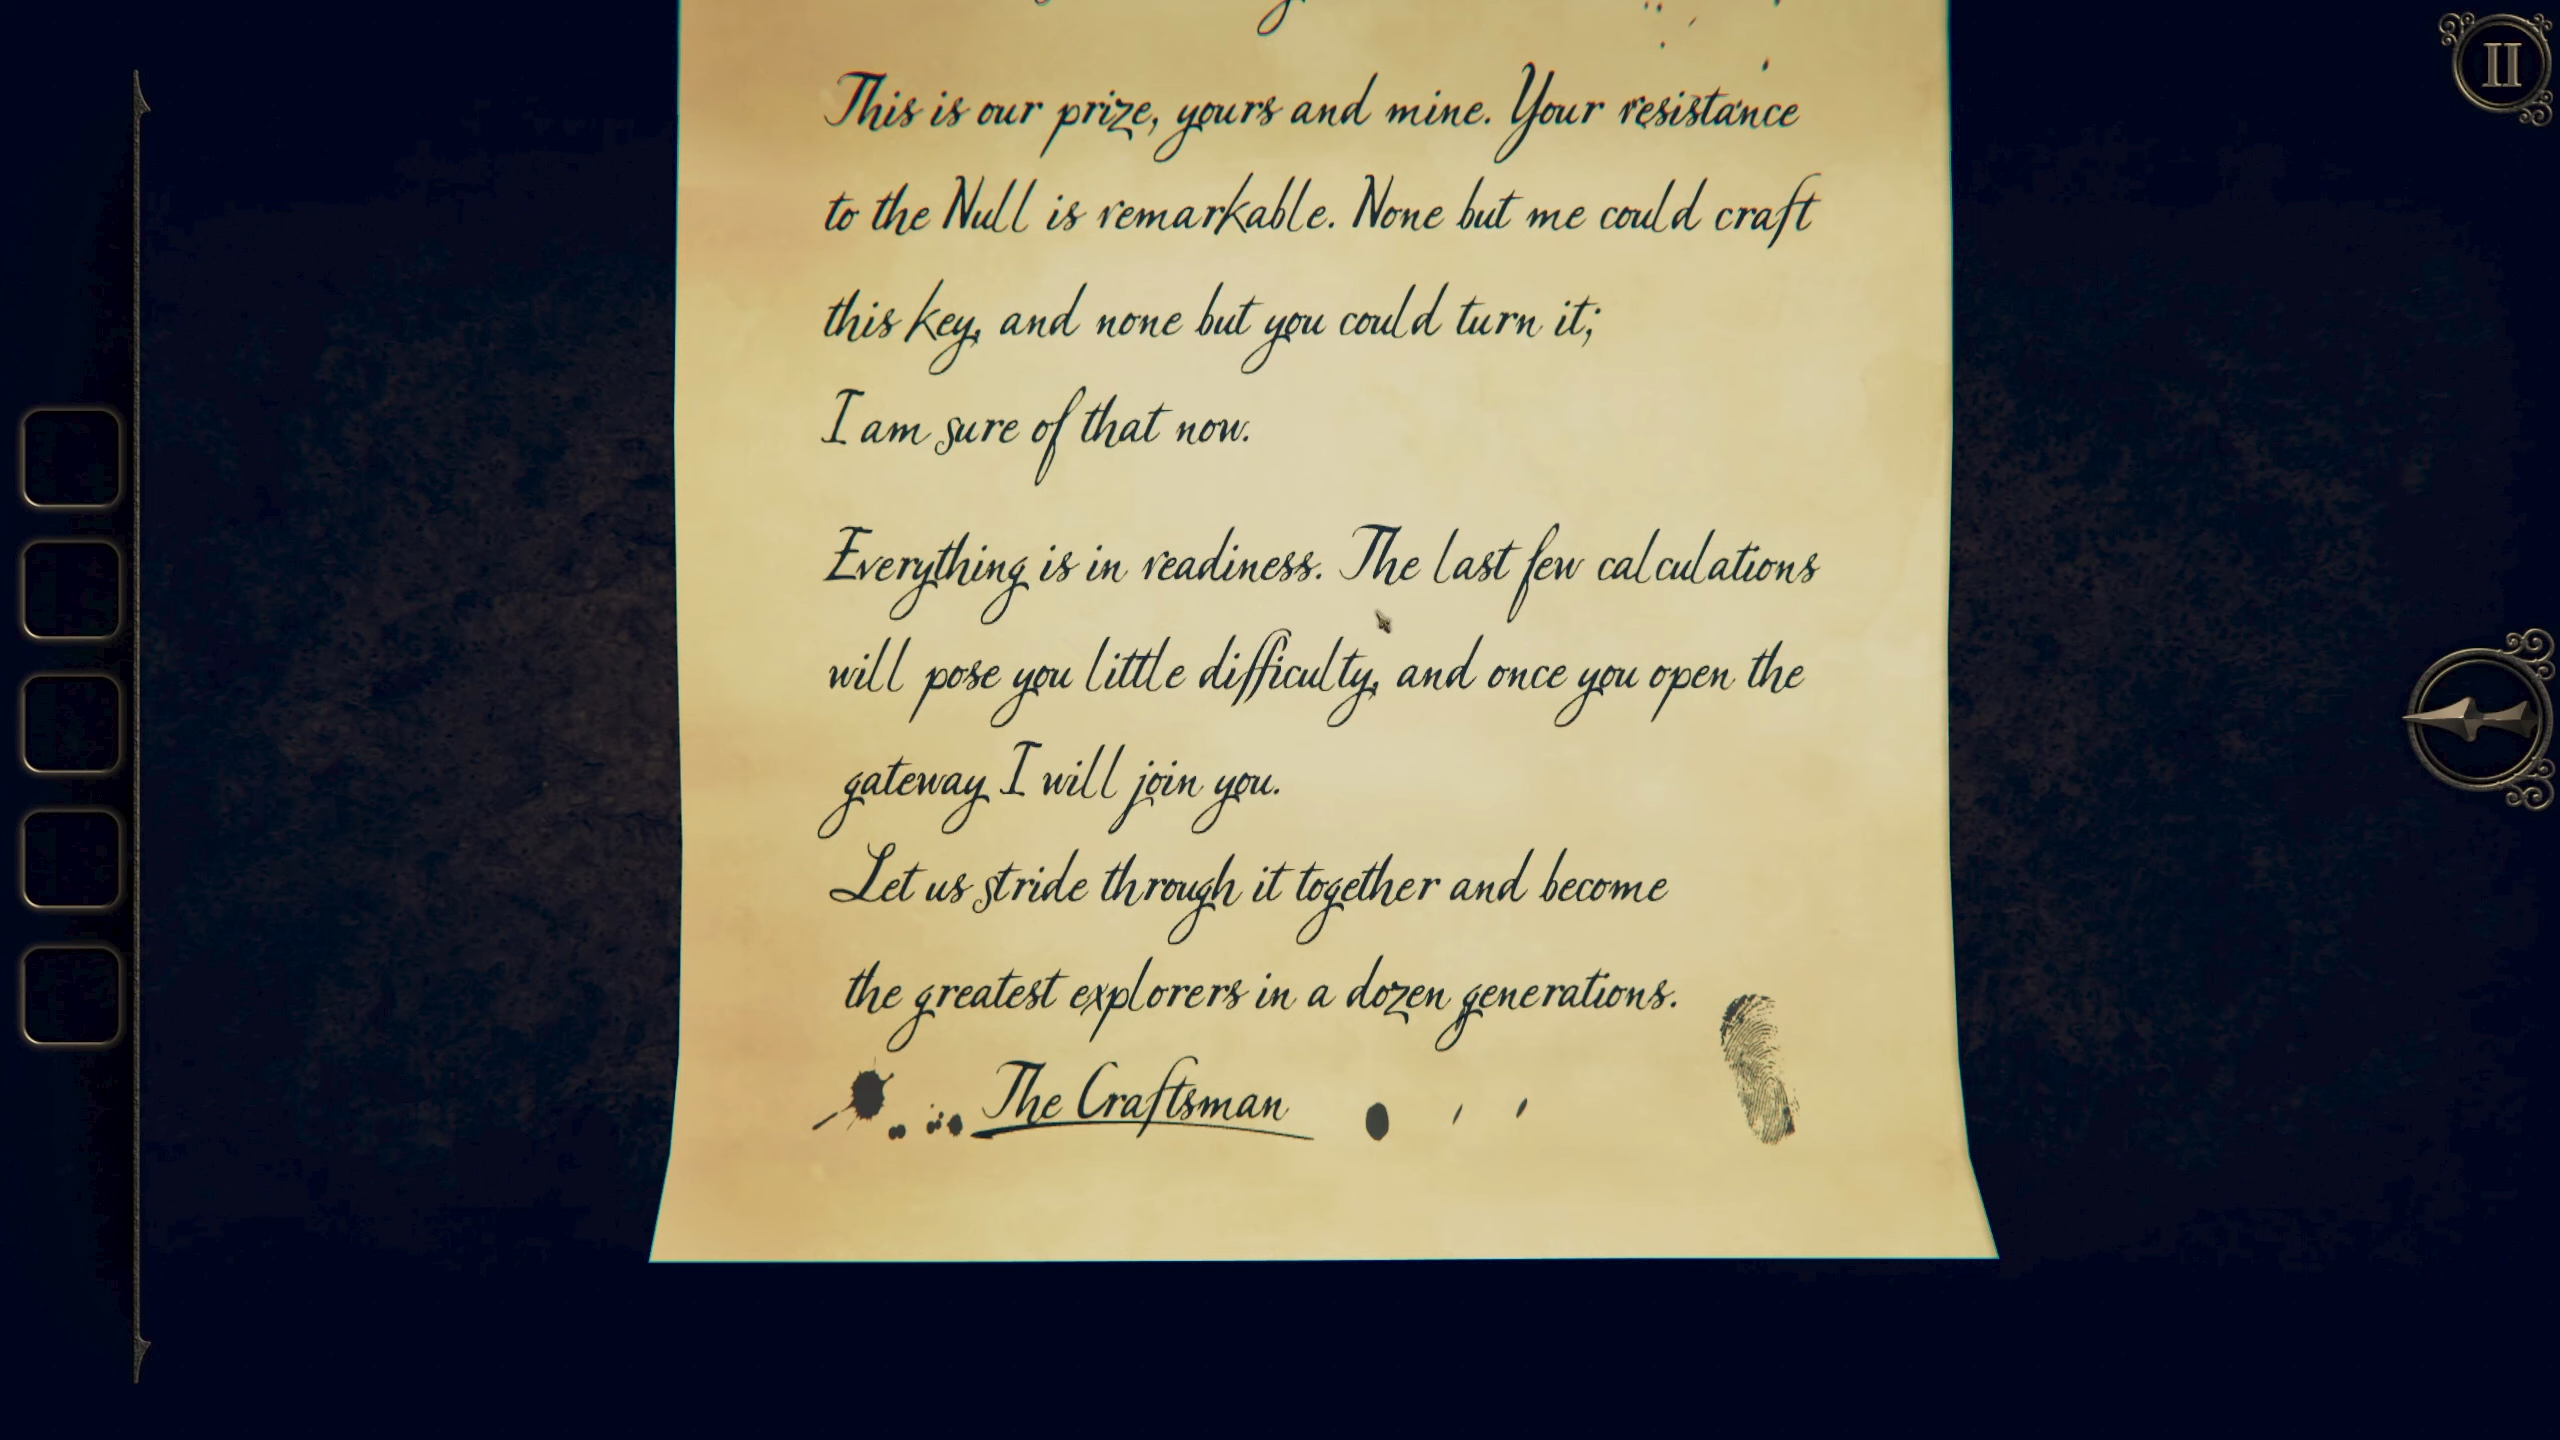 This is our prize, yours and mine. Your resistance
to the Null is remarkable. None but me could craft
this key, and none but you could turn it;
I am sure of that now.
Everything is in readiness. The last few calculations
will pose you little difficulty, and once you open the
gateway I will join you.
Let us stride through it together and become
the greatest explorers in a dozen generations.
The Craftsman
II